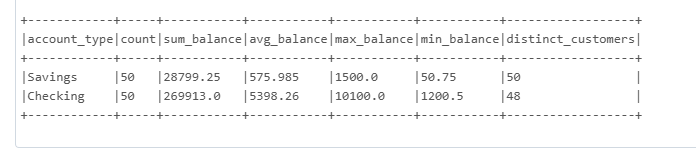 +------------+-----+-----------+-----------+-----------+-----------+------------------+
|account_type|count|sum_balance|avg_balance|max_balance|min_balance|distinct_customers|
+------------+-----+-----------+-----------+-----------+-----------+------------------+
|Savings     |50   |28799.25   |575.985    |1500.0     |50.75      |50                |
|Checking    |50   |269913.0   |5398.26    |10100.0    |1200.5     |48                |
+------------+-----+-----------+-----------+-----------+-----------+------------------+